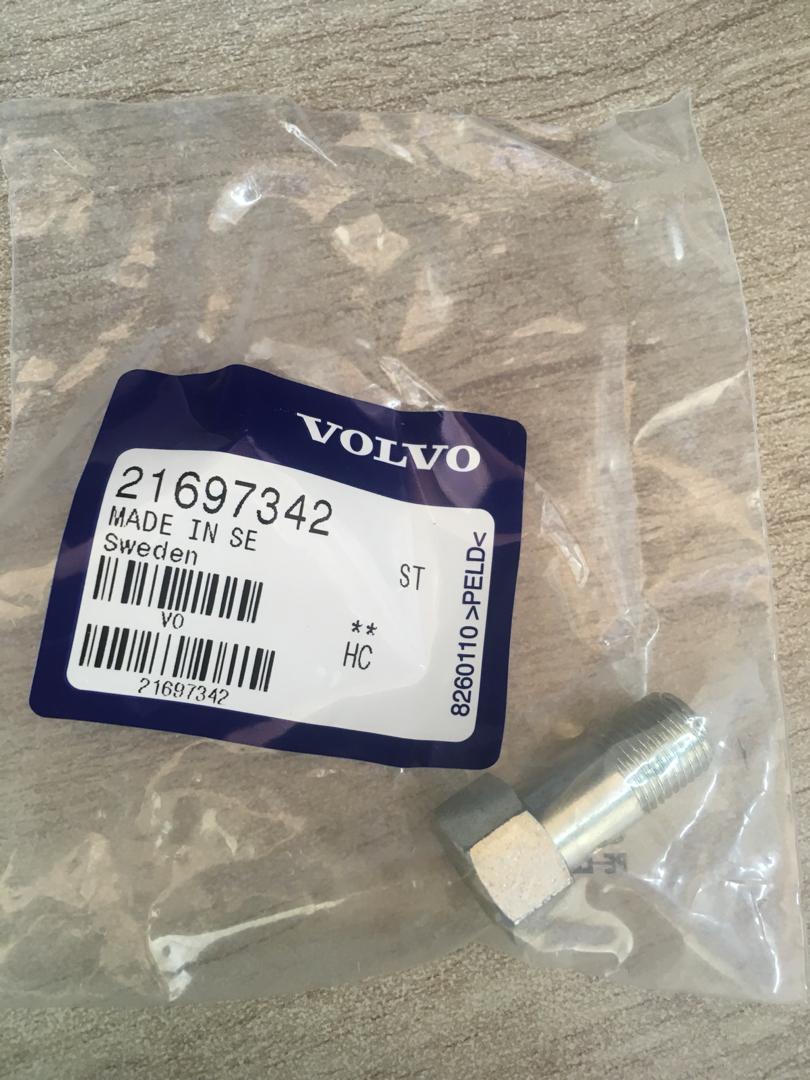 VOLVO
21697342
MADE IN SE
Sweden
ST
VO
**
HC
21697342
8260110 >PELD<